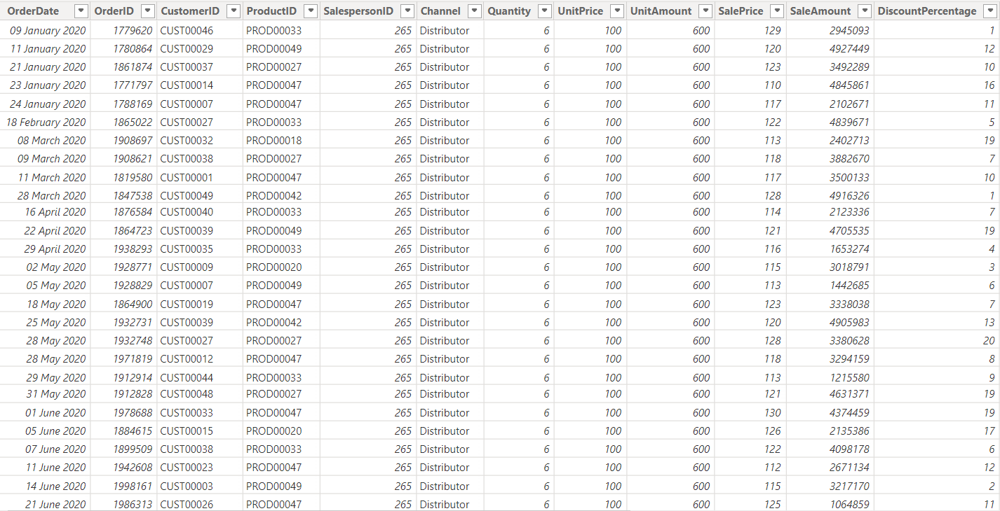 OrderDate OrderID CustomerID ProductID SalespersonID Channel Quantity UnitPrice UnitAmount SalePrice SaleAmount DiscountPercentage
09 January 2020 1779620 CUST00046 PROD00033 265 Distributor 6 100 600 129 2945093 1
11 January 2020 1780864 CUST00029 PROD00049 265 Distributor 6 100 600 120 4927449 12
21 January 2020 1861874 CUST00037 PROD00027 265 Distributor 6 100 600 123 3492289 10
23 January 2020 1771797 CUST00014 PROD00047 265 Distributor 6 100 600 110 4845861 16
24 January 2020 1788169 CUST00007 PROD00047 265 Distributor 6 100 600 117 2102671 11
18 February 2020 1865022 CUST00027 PROD00033 265 Distributor 6 100 600 122 4839671 5
08 March 2020 1908697 CUST00032 PROD00018 265 Distributor 6 100 600 113 2402713 19
09 March 2020 1908621 CUST00038 PROD00027 265 Distributor 6 100 600 118 3882670 7
11 March 2020 1819580 CUST00001 PROD00047 265 Distributor 6 100 600 117 3500133 10
28 March 2020 1847538 CUST00049 PROD00042 265 Distributor 6 100 600 128 4916326 1
16 April 2020 1876584 CUST00040 PROD00033 265 Distributor 6 100 600 114 2123336 7
22 April 2020 1864723 CUST00039 PROD00049 265 Distributor 6 100 600 121 4705535 19
29 April 2020 1938293 CUST00035 PROD00033 265 Distributor 6 100 600 116 1653274 4
02 May 2020 1928771 CUST00009 PROD00020 265 Distributor 6 100 600 115 3018791 3
05 May 2020 1928829 CUST00007 PROD00049 265 Distributor 6 100 600 113 1442685 6
18 May 2020 1864900 CUST00019 PROD00047 265 Distributor 6 100 600 123 3338038 7
25 May 2020 1932731 CUST00039 PROD00042 265 Distributor 6 100 600 120 4905983 13
28 May 2020 1932748 CUST00027 PROD00027 265 Distributor 6 100 600 128 3380628 20
28 May 2020 1971819 CUST00012 PROD00047 265 Distributor 6 100 600 118 3294159 8
29 May 2020 1912914 CUST00044 PROD00033 265 Distributor 6 100 600 113 1215580 9
31 May 2020 1912828 CUST00048 PROD00027 265 Distributor 6 100 600 121 4631371 19
01 June 2020 1978688 CUST00033 PROD00047 265 Distributor 6 100 600 130 4374459 19
05 June 2020 1884615 CUST00015 PROD00020 265 Distributor 6 100 600 126 2135386 17
07 June 2020 1899509 CUST00038 PROD00033 265 Distributor 6 100 600 122 4098178 6
11 June 2020 1942608 CUST00023 PROD00047 265 Distributor 6 100 600 112 2671134 12
14 June 2020 1998161 CUST00003 PROD00049 265 Distributor 6 100 600 115 3217170 2
21 June 2020 1986313 CUST00026 PROD00047 265 Distributor 6 100 600 125 1064859 11